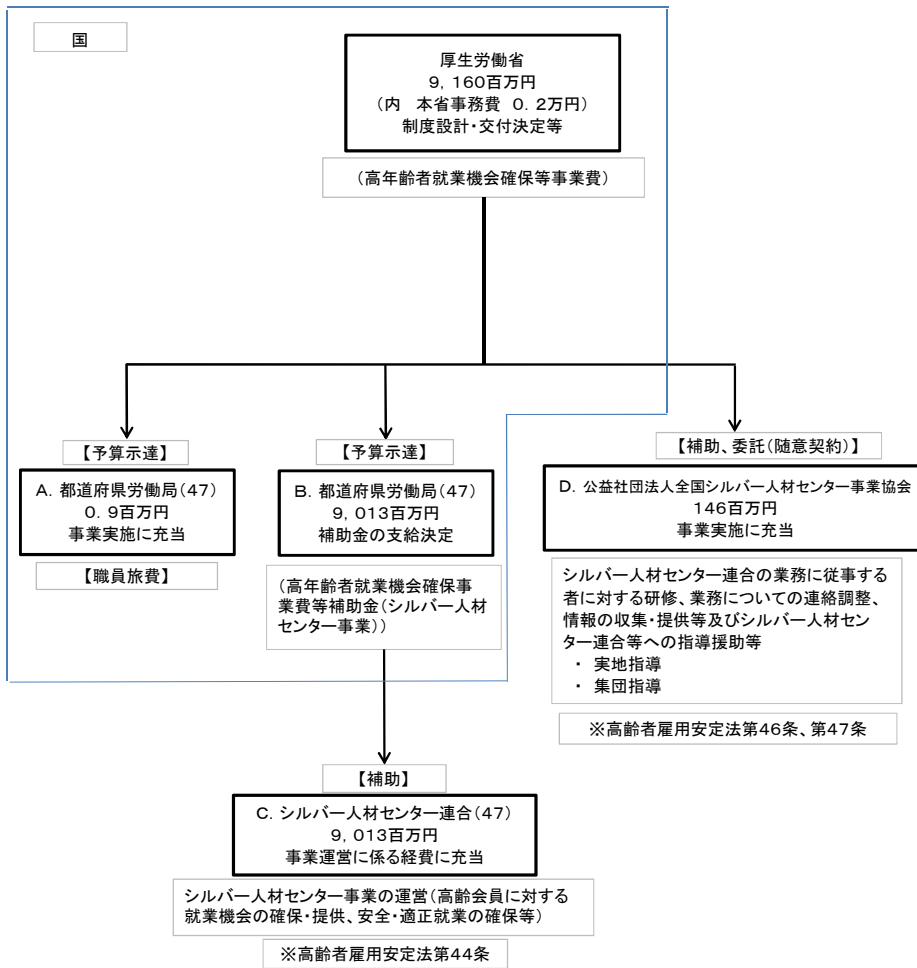 国
厚生労働省
9,160百万円
(内 本省事務費 0.2万円)
制度設計・交付決定等
(高年齢者就業機会確保等事業費)
【予算示達】
A.都道府県労働局(47)
0.9百万円
事業実施に充当
【職員旅費】
【予算示達】
B.都道府県労働局(47)
9,013百万円
補助金の支給決定
(高年齢者就業機会確保事
業費等補助金(シルバー人材
センター事業))
【補助、委託(随意契約)】
D.公益社団法人全国シルバー人材センター事業協会
146百万円
事業実施に充当
シルバー人材センター連合の業務に従事する
者に対する研修、業務についての連絡調整、
情報の収集・提供等及びシルバー人材セン
ター連合等への指導援助等
・ 実地指導
・ 集団指導
※高齢者雇用安定法第46条、第47条
【補助】
C.シルバー人材センター連合(47)
9,013百万円
事業運営に係る経費に充当
シルバー人材センター事業の運営(高齢会員に対する
就業機会の確保・提供、安全・適正就業の確保等)
※高齢者雇用安定法第44条